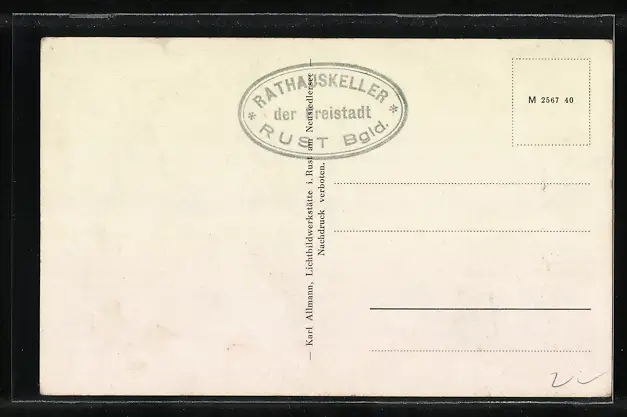 * RATHAUSKELLER *
der Freistadt
RUST Bgld.
M 2567 40
— Karl Allmann, Lichtbildwerkstätte i. Rust am Neusiedlersee —
Nachdruck verboten.